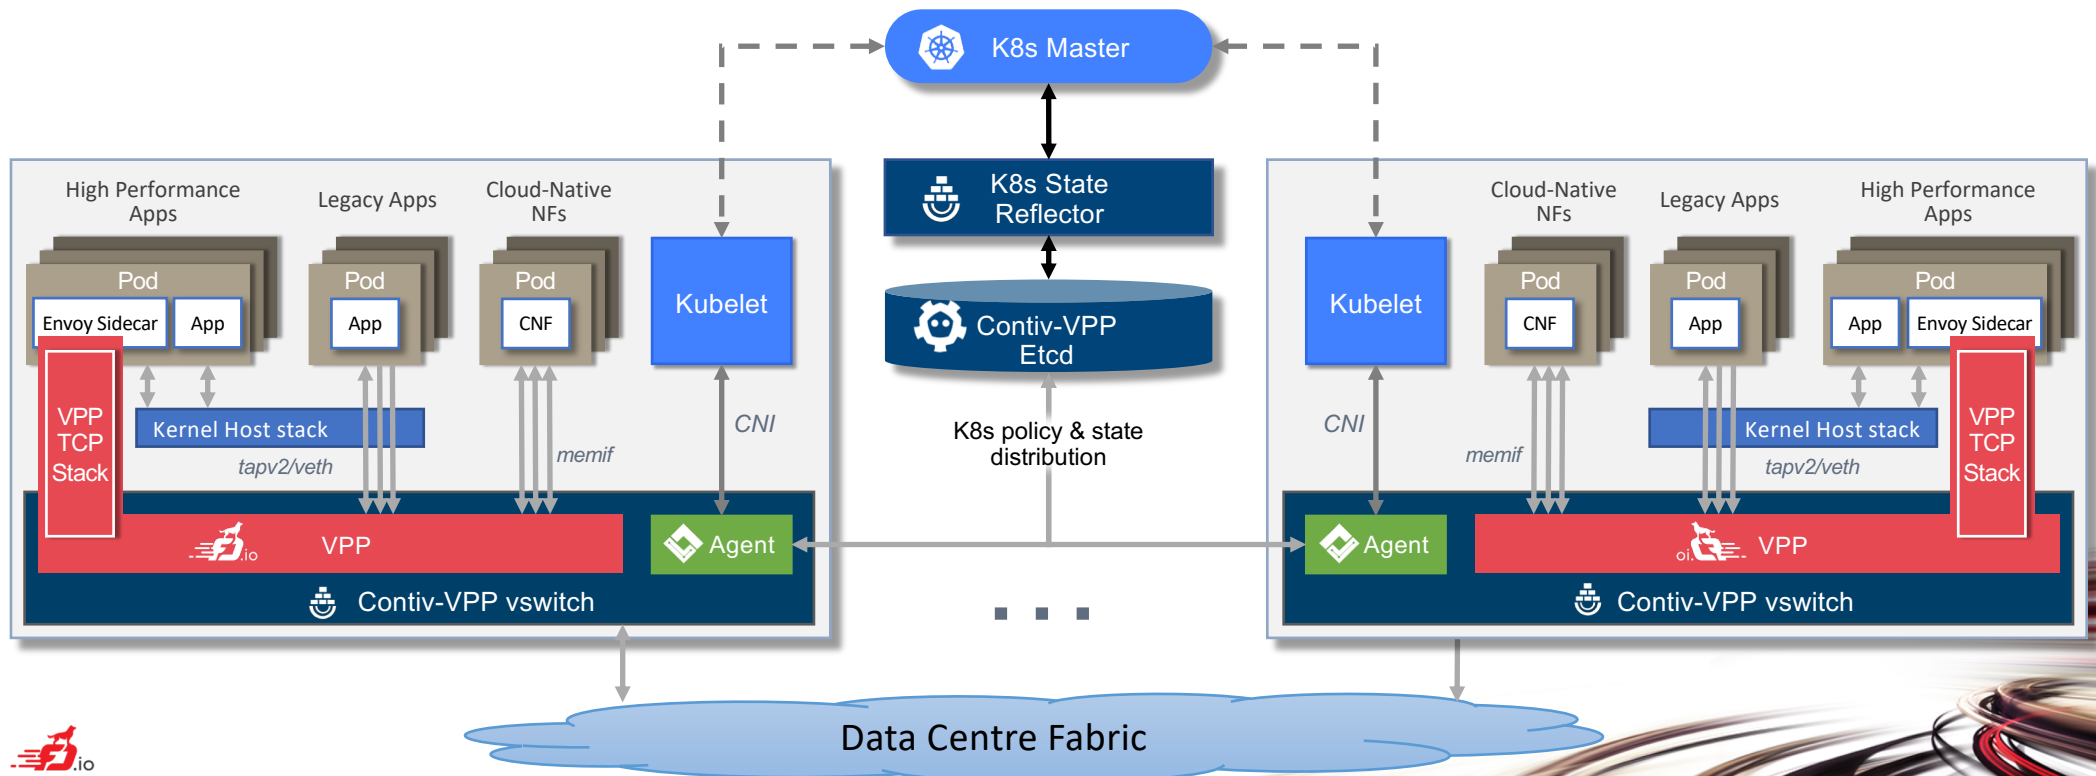 K8s Master
K8s State
Reflector
Contiv-VPP
Etcd
K8s policy & state
distribution
High Performance
Apps
Legacy Apps
Cloud-Native
NFs
Pod
Envoy Sidecar
App
Pod
App
Pod
CNF
Kubelet
VPP
TCP
Stack
Kernel Host stack
tapv2/veth
memif
CNI
.io
VPP
Agent
Contiv-VPP vswitch
Cloud-Native
NFs
Legacy Apps
High Performance
Apps
Kubelet
Pod
CNF
Pod
App
Pod
App
Envoy Sidecar
CNI
memif
Kernel Host stack
tapv2/veth
VPP
TCP
Stack
Agent
oi.
VPP
Contiv-VPP vswitch
. . .
Data Centre Fabric
.io